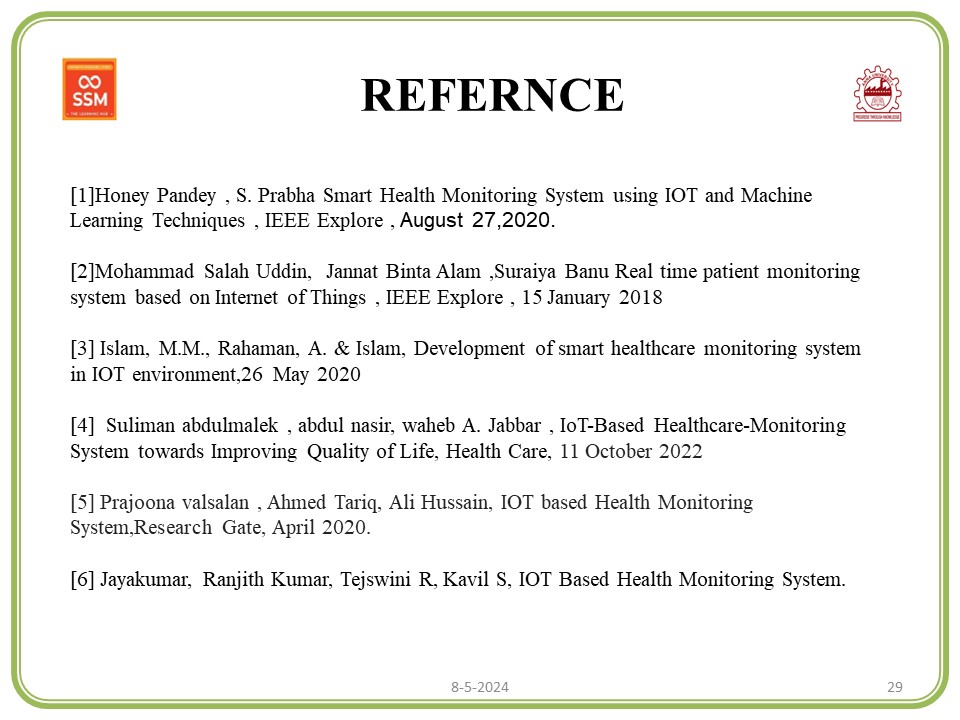 SSM
THE LEARNING HUB
REFERNCE
PROGRESS THROUGH KNOWLEDGE
[1]Honey Pandey , S. Prabha Smart Health Monitoring System using IOT and Machine
Learning Techniques , IEEE Explore , August 27,2020.
[2]Mohammad Salah Uddin, Jannat Binta Alam ,Suraiya Banu Real time patient monitoring
system based on Internet of Things , IEEE Explore , 15 January 2018
[3] Islam, M.M., Rahaman, A. & Islam, Development of smart healthcare monitoring system
in IOT environment,26 May 2020
[4] Suliman abdulmalek , abdul nasir, waheb A. Jabbar , IoT-Based Healthcare-Monitoring
System towards Improving Quality of Life, Health Care, 11 October 2022
[5] Prajoona valsalan , Ahmed Tariq, Ali Hussain, IOT based Health Monitoring
System,Research Gate, April 2020.
[6] Jayakumar, Ranjith Kumar, Tejswini R, Kavil S, IOT Based Health Monitoring System.
8-5-2024
29